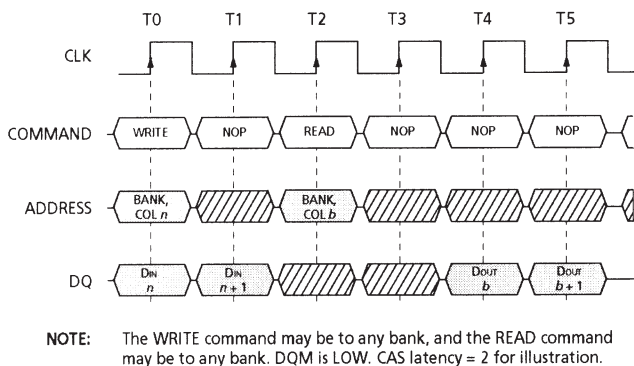 T0 T1 T2 T3 T4 T5
CLK
COMMAND WRITE NOP READ NOP NOP NOP
ADDRESS BANK, COL n BANK, COL b
DQ DIN n DIN n + 1 DOUT b DOUT b + 1
NOTE: The WRITE command may be to any bank, and the READ command
may be to any bank. DQM is LOW. CAS latency = 2 for illustration.